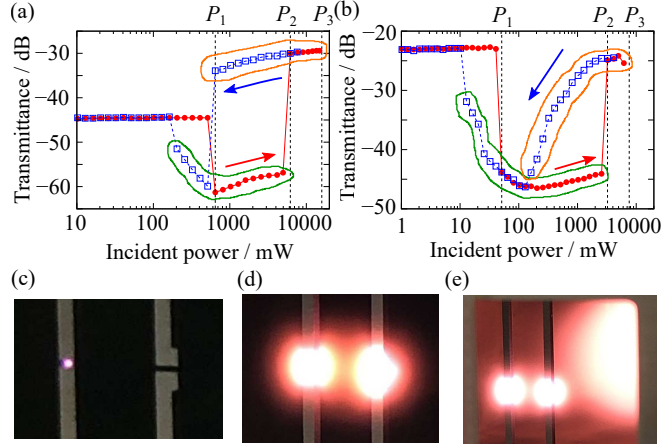 (a)
P1
P2
P3
(b)
P1
P2
P3
Transmittance / dB
−30
−40
−50
−60
10
100
1000
10000
Incident power / mW
Transmittance / dB
−20
−30
−40
−50
1
10
100
1000
10000
Incident power / mW
(c)
(d)
(e)